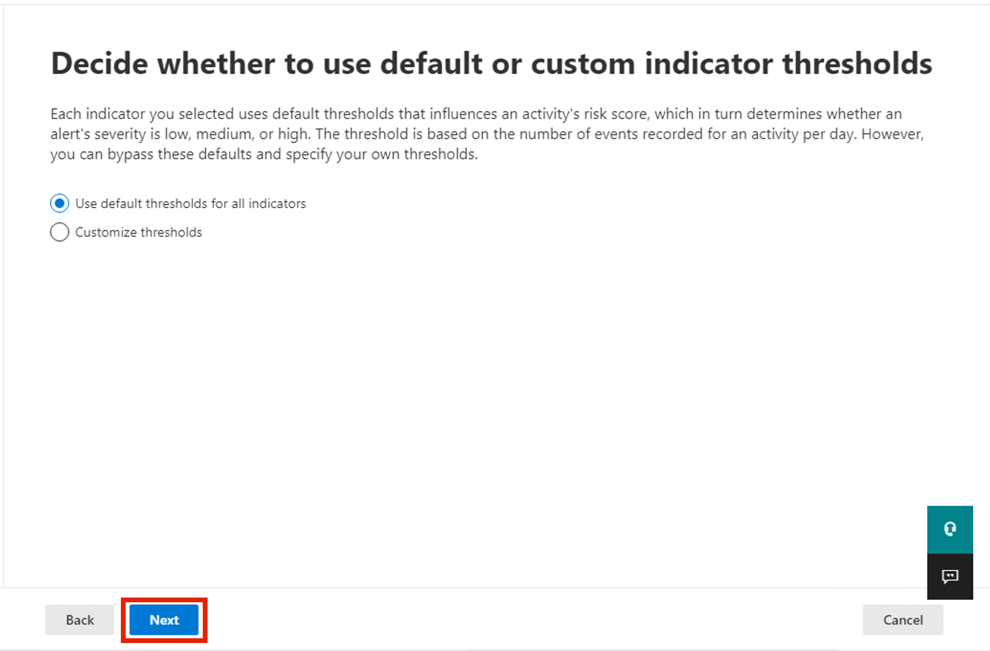 Decide whether to use default or custom indicator thresholds
Each indicator you selected uses default thresholds that influences an activity's risk score, which in turn determines whether an
alert's severity is low, medium, or high. The threshold is based on the number of events recorded for an activity per day. However,
you can bypass these defaults and specify your own thresholds.
Use default thresholds for all indicators
Customize thresholds
Back
Next
Cancel